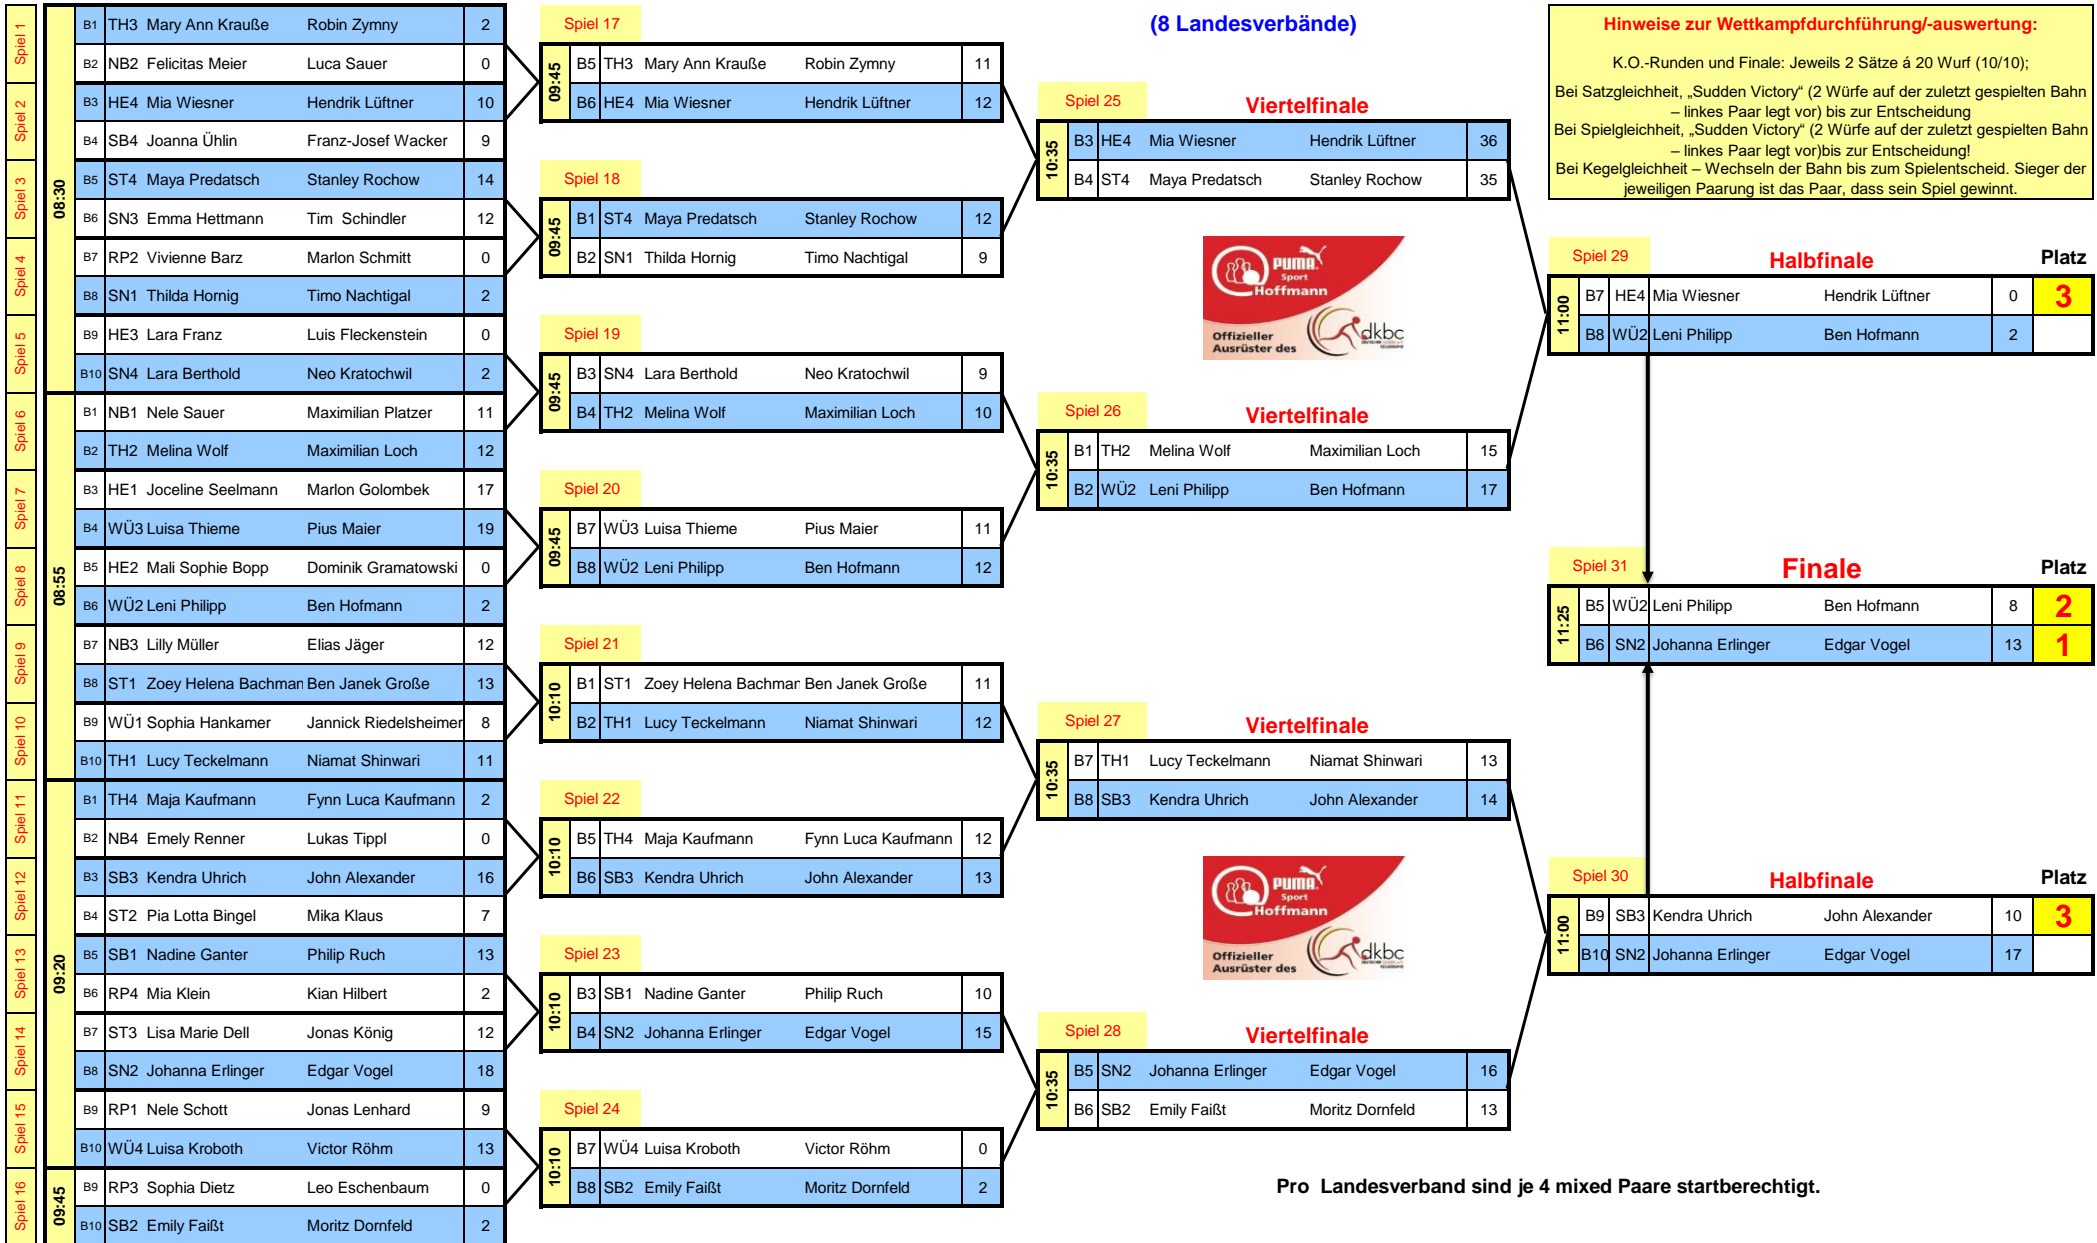 Spiel 1
Spiel 2
Spiel 3
Spiel 4
Spiel 5
Spiel 6
Spiel 7
Spiel 8
Spiel 9
Spiel 10
Spiel 11
Spiel 12
Spiel 13
Spiel 14
Spiel 15
Spiel 16
08:30
B1 TH3 Mary Ann Krauße Robin Zymny 2
B2 NB2 Felicitas Meier Luca Sauer 0
B3 HE4 Mia Wiesner Hendrik Lüftner 10
B4 SB4 Joanna Ühlin Franz-Josef Wacker 9
B5 ST4 Maya Predatsch Stanley Rochow 14
B6 SN3 Emma Hettmann Tim Schindler 12
B7 RP2 Vivienne Barz Marlon Schmitt 0
B8 SN1 Thilda Hornig Timo Nachtigal 2
B9 HE3 Lara Franz Luis Fleckenstein 0
B10 SN4 Lara Berthold Neo Kratochwil 2
08:55
B1 NB1 Nele Sauer Maximilian Platzer 11
B2 TH2 Melina Wolf Maximilian Loch 12
B3 HE1 Joceline Seelmann Marlon Golombek 17
B4 WÜ3 Luisa Thieme Pius Maier 19
B5 HE2 Mali Sophie Bopp Dominik Gramatowski 0
B6 WÜ2 Leni Philipp Ben Hofmann 2
B7 NB3 Lilly Müller Elias Jäger 12
B8 ST1 Zoey Helena Bachman Ben Janek Große 13
B9 WÜ1 Sophia Hankamer Jannick Riedelsheimer 8
B10 TH1 Lucy Teckelmann Niamat Shinwari 11
09:20
B1 TH4 Maja Kaufmann Fynn Luca Kaufmann 2
B2 NB4 Emely Renner Lukas Tippl 0
B3 SB3 Kendra Uhrich John Alexander 16
B4 ST2 Pia Lotta Bingel Mika Klaus 7
B5 SB1 Nadine Ganter Philip Ruch 13
B6 RP4 Mia Klein Kian Hilbert 2
B7 ST3 Lisa Marie Dell Jonas König 12
B8 SN2 Johanna Erlinger Edgar Vogel 18
B9 RP1 Nele Schott Jonas Lenhard 9
B10 WÜ4 Luisa Kroboth Victor Röhm 13
09:45
B9 RP3 Sophia Dietz Leo Eschenbaum 0
B10 SB2 Emily Faißt Moritz Dornfeld 2
Spiel 17
09:45
B5 TH3 Mary Ann Krauße Robin Zymny 11
B6 HE4 Mia Wiesner Hendrik Lüftner 12
Spiel 18
09:45
B1 ST4 Maya Predatsch Stanley Rochow 12
B2 SN1 Thilda Hornig Timo Nachtigal 9
Spiel 19
09:45
B3 SN4 Lara Berthold Neo Kratochwil 9
B4 TH2 Melina Wolf Maximilian Loch 10
Spiel 20
09:45
B7 WÜ3 Luisa Thieme Pius Maier 11
B8 WÜ2 Leni Philipp Ben Hofmann 12
Spiel 21
10:10
B1 ST1 Zoey Helena Bachmar Ben Janek Große 11
B2 TH1 Lucy Teckelmann Niamat Shinwari 12
Spiel 22
10:10
B5 TH4 Maja Kaufmann Fynn Luca Kaufmann 12
B6 SB3 Kendra Uhrich John Alexander 13
Spiel 23
10:10
B3 SB1 Nadine Ganter Philip Ruch 10
B4 SN2 Johanna Erlinger Edgar Vogel 15
Spiel 24
10:10
B7 WÜ4 Luisa Kroboth Victor Röhm 0
B8 SB2 Emily Faißt Moritz Dornfeld 2
(8 Landesverbände)
Spiel 25 Viertelfinale
10:35
B3 HE4 Mia Wiesner Hendrik Lüftner 36
B4 ST4 Maya Predatsch Stanley Rochow 35
PUMA
Sport
Hoffmann
Offizieller
Ausrüster des
dkbc
Spiel 26 Viertelfinale
10:35
B1 TH2 Melina Wolf Maximilian Loch 15
B2 WÜ2 Leni Philipp Ben Hofmann 17
Spiel 27 Viertelfinale
10:35
B7 TH1 Lucy Teckelmann Niamat Shinwari 13
B8 SB3 Kendra Uhrich John Alexander 14
PUMA
Sport
Hoffmann
Offizieller
Ausrüster des
dkbc
Spiel 28 Viertelfinale
10:35
B5 SN2 Johanna Erlinger Edgar Vogel 16
B6 SB2 Emily Faißt Moritz Dornfeld 13
Pro Landesverband sind je 4 mixed Paare startberechtigt.
Hinweise zur Wettkampfdurchführung/-auswertung:
K.O.-Runden und Finale: Jeweils 2 Sätze á 20 Wurf (10/10);
Bei Satzgleichheit, „Sudden Victory“ (2 Würfe auf der zuletzt gespielten Bahn
– linkes Paar legt vor) bis zur Entscheidung
Bei Spielgleichheit, „Sudden Victory“ (2 Würfe auf der zuletzt gespielten Bahn
– linkes Paar legt vor)bis zur Entscheidung!
Bei Kegelgleichheit – Wechseln der Bahn bis zum Spielentscheid. Sieger der
jeweiligen Paarung ist das Paar, dass sein Spiel gewinnt.
Spiel 29 Halbfinale Platz
11:00
B7 HE4 Mia Wiesner Hendrik Lüftner 0 3
B8 WÜ2 Leni Philipp Ben Hofmann 2
Spiel 31 Finale Platz
11:25
B5 WÜ2 Leni Philipp Ben Hofmann 8 2
B6 SN2 Johanna Erlinger Edgar Vogel 13 1
Spiel 30 Halbfinale Platz
11:00
B9 SB3 Kendra Uhrich John Alexander 10 3
B10 SN2 Johanna Erlinger Edgar Vogel 17